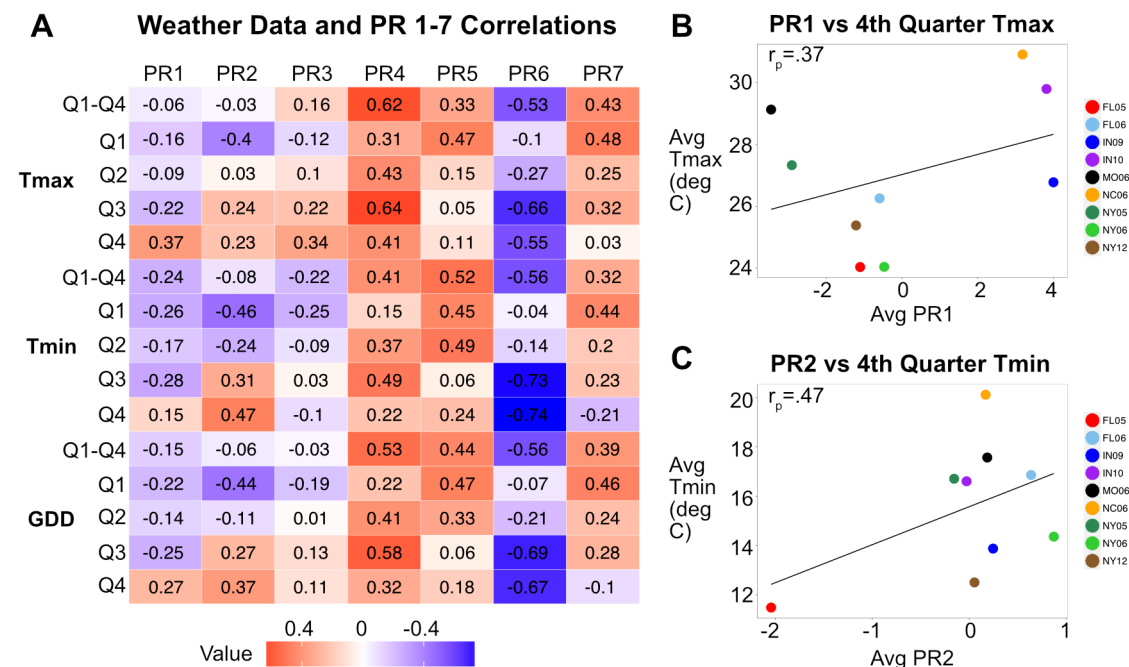 A Weather Data and PR 1-7 Correlations
PR1 PR2 PR3 PR4 PR5 PR6 PR7
Tmax
Q1-Q4 -0.06 -0.03 0.16 0.62 0.33 -0.53 0.43
Q1 -0.16 -0.4 -0.12 0.31 0.47 -0.1 0.48
Q2 -0.09 0.03 0.1 0.43 0.15 -0.27 0.25
Q3 -0.22 0.24 0.22 0.64 0.05 -0.66 0.32
Q4 0.37 0.23 0.34 0.41 0.11 -0.55 0.03
Tmin
Q1-Q4 -0.24 -0.08 -0.22 0.41 0.52 -0.56 0.32
Q1 -0.26 -0.46 -0.25 0.15 0.45 -0.04 0.44
Q2 -0.17 -0.24 -0.09 0.37 0.49 -0.14 0.2
Q3 -0.28 0.31 0.03 0.49 0.06 -0.73 0.23
Q4 0.15 0.47 -0.1 0.22 0.24 -0.74 -0.21
GDD
Q1-Q4 -0.15 -0.06 -0.03 0.53 0.44 -0.56 0.39
Q1 -0.22 -0.44 -0.19 0.22 0.47 -0.07 0.46
Q2 -0.14 -0.11 0.01 0.41 0.33 -0.21 0.24
Q3 -0.25 0.27 0.13 0.58 0.06 -0.69 0.28
Q4 0.27 0.37 0.11 0.32 0.18 -0.67 -0.1
Value 0.4 0 -0.4
B PR1 vs 4th Quarter Tmax
rp=.37
Avg
Tmax
(deg
C)
30
28
26
24
-2 0 2 4
Avg PR1
FL05
FL06
IN09
IN10
MO06
NC06
NY05
NY06
NY12
C PR2 vs 4th Quarter Tmin
rp=.47
Avg
Tmin
(deg
C)
20
18
16
14
12
-2 -1 0 1
Avg PR2
FL05
FL06
IN09
IN10
MO06
NC06
NY05
NY06
NY12